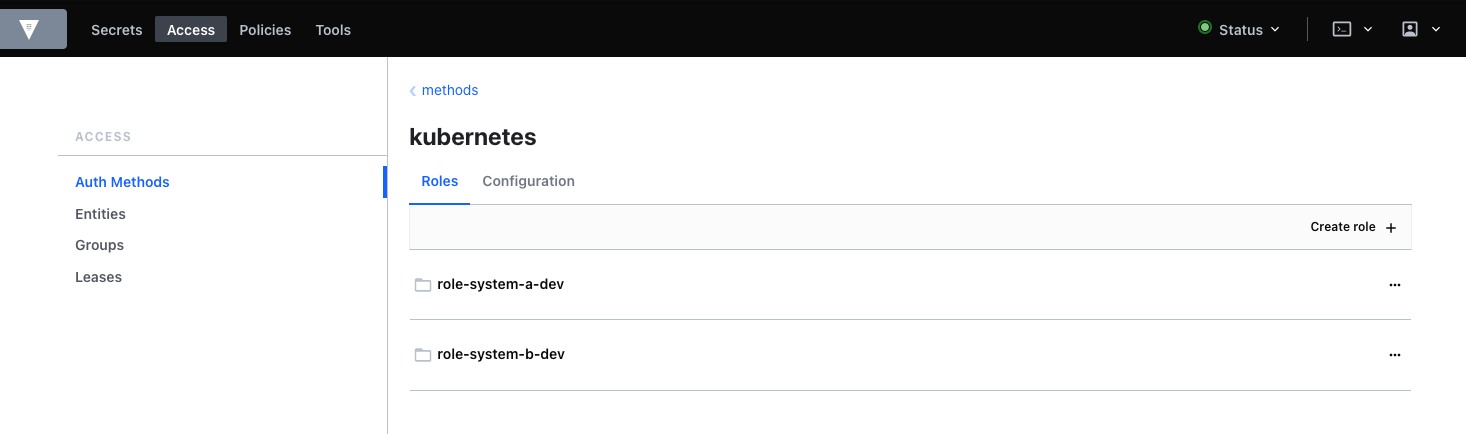 Secrets Access Policies Tools Status
methods
ACCESS
kubernetes
Auth Methods
Roles Configuration
Entities
Create role +
Groups
Leases
role-system-a-dev
role-system-b-dev